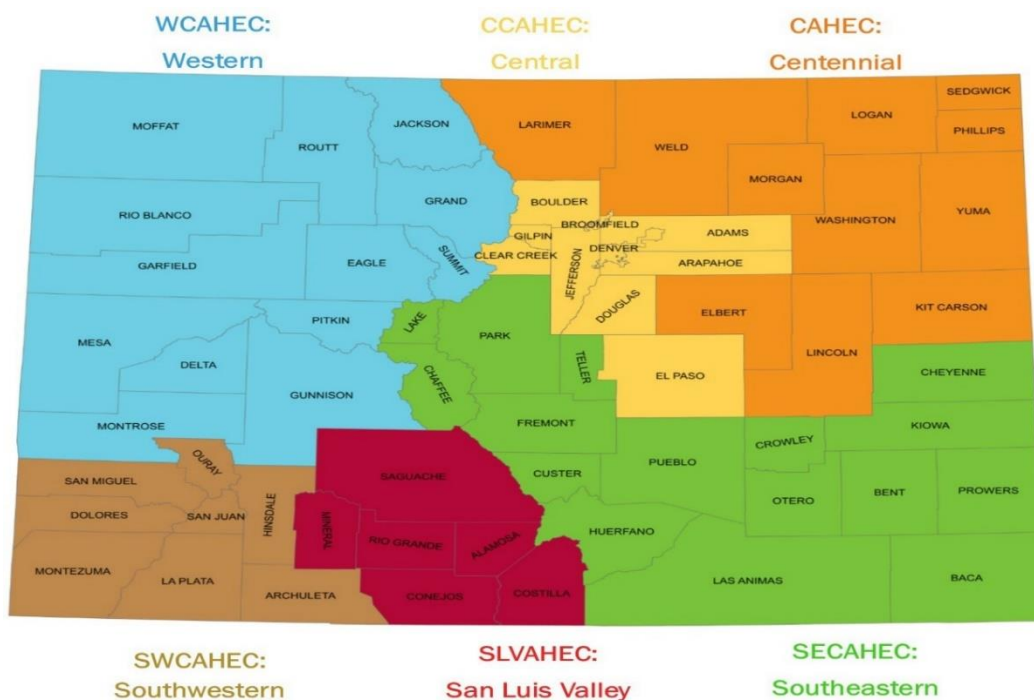 WCAHEC:
Western
CCAHEC:
Central
CAHEC:
Centennial
MOFFAT
ROUTT
JACKSON
LARIMER
WELD
LOGAN
SEDGWICK
PHILLIPS
MORGAN
RIO BLANCO
GRAND
BOULDER
BROOMFIELD
WASHINGTON
YUMA
GILPIN
DENVER
ADAMS
GARFIELD
EAGLE
SUMMIT
CLEAR CREEK
JEFFERSON
ARAPAHOE
DOUGLAS
ELBERT
KIT CARSON
MESA
PITKIN
LAKE
PARK
LINCOLN
DELTA
CHAFFEE
TELLER
EL PASO
CHEYENNE
GUNNISON
MONTROSE
FREMONT
CROWLEY
KIOWA
OURAY
SAGUACHE
CUSTER
PUEBLO
SAN MIGUEL
HINSDALE
OTERO
BENT
PROWERS
DOLORES
SAN JUAN
MINERAL
RIO GRANDE
ALAMOSA
HUERFANO
MONTEZUMA
LA PLATA
ARCHULETA
CONEJOS
COSTILLA
LAS ANIMAS
BACA
SWCAHEC:
Southwestern
SLVAHEC:
San Luis Valley
SECAHEC:
Southeastern